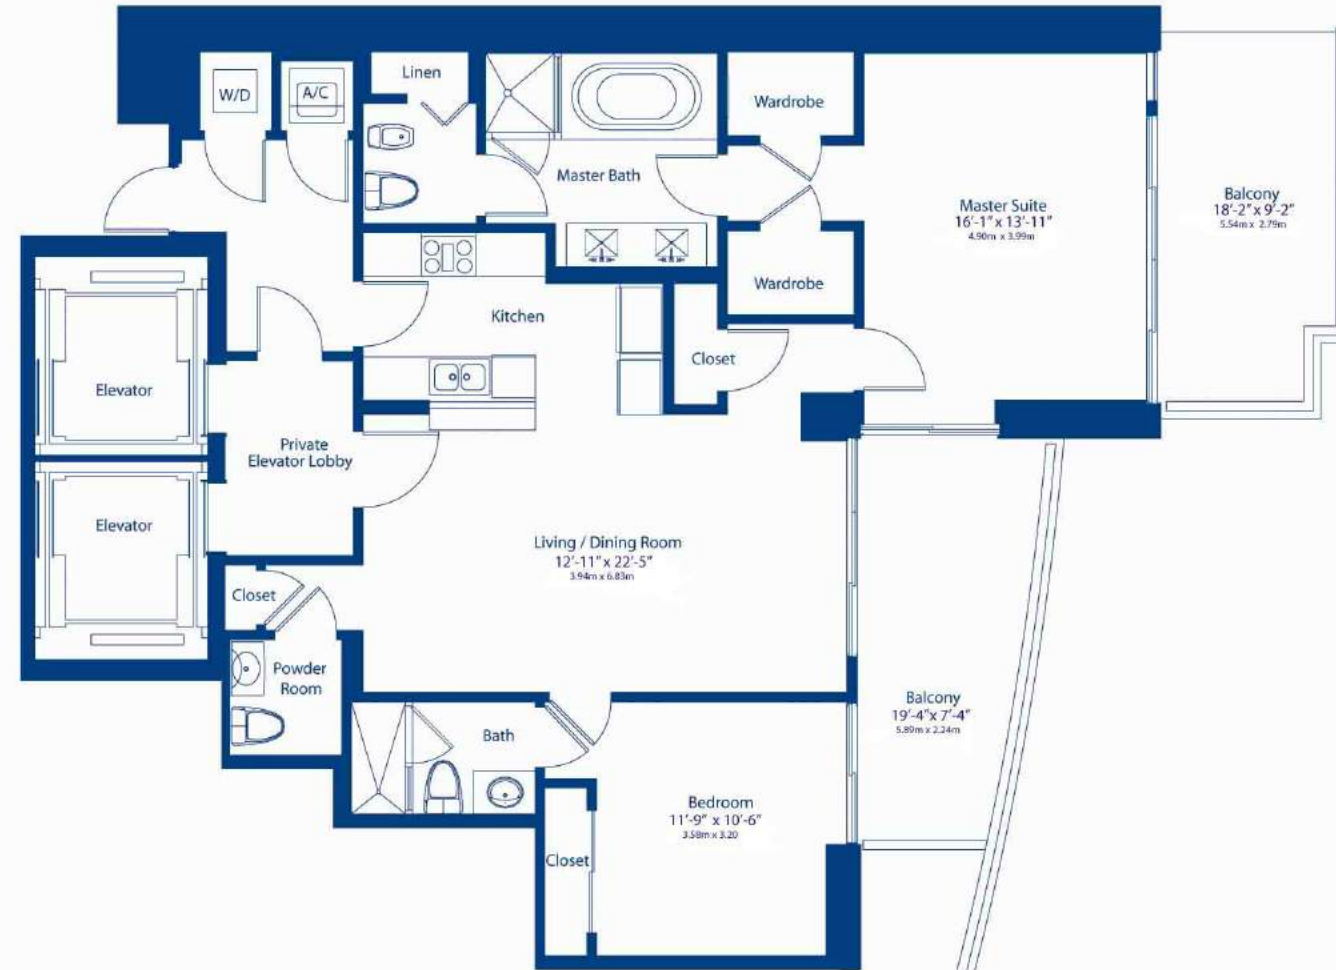 W/D
A/C
Linen
Wardrobe
Master Bath
Master Suite
16'-1" x 13'-11"
4.90m x 3.99m
Balcony
18'-2" x 9'-2"
5.54m x 2.79m
Wardrobe
Kitchen
Closet
Elevator
Private
Elevator Lobby
Elevator
Living / Dining Room
12'-11" x 22'-5"
3.94m x 6.83m
Closet
Powder
Room
Bath
Balcony
19'-4" x 7'-4"
5.89m x 2.24m
Bedroom
11'-9" x 10'-6"
3.58m x 3.20
Closet